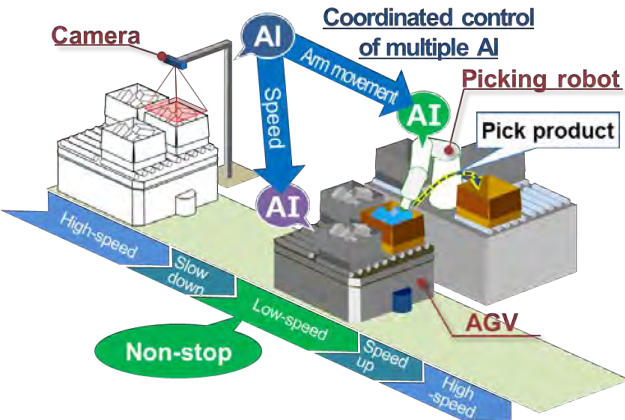 Coordinated control
of multiple AI
Camera
AI
Arm movement
Speed
Picking robot
AI
Pick product
AI
High-speed
Slow
down
Low-speed
Speed
up
High
-speed
Non-stop
AGV